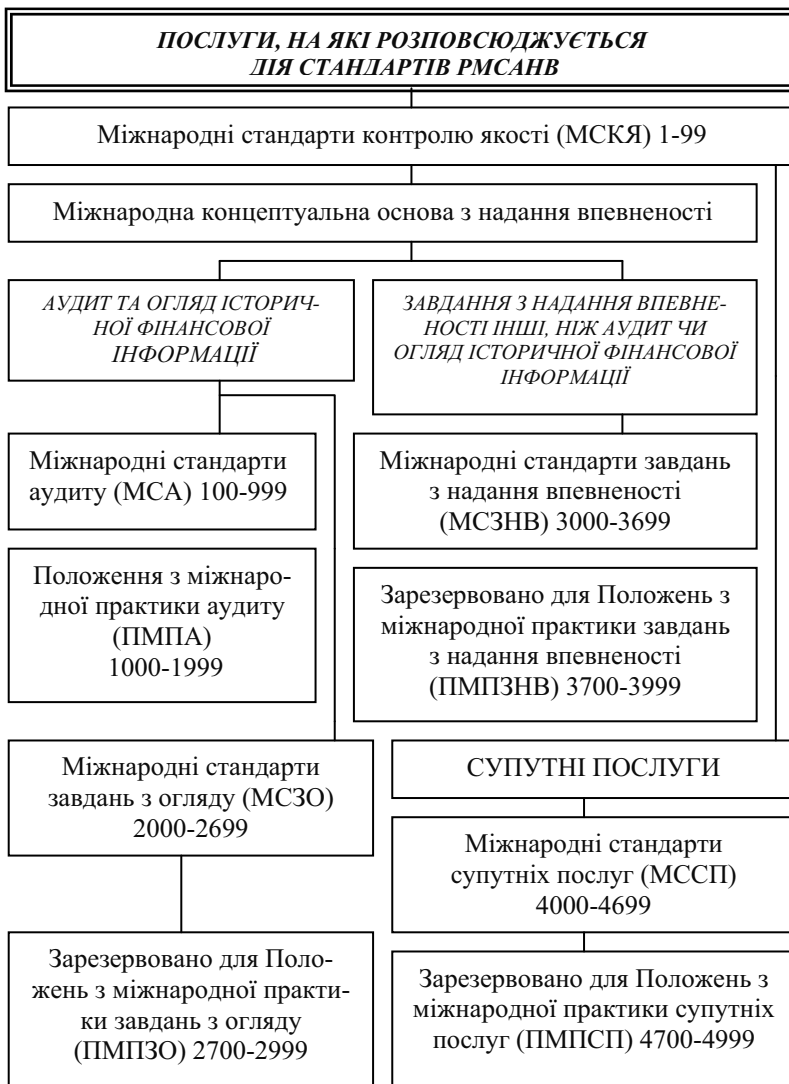 ПОСЛУГИ, НА ЯКІ РОЗПОВСЮДЖУЄТЬСЯ
ДІЯ СТАНДАРТІВ РМСАНВ
Міжнародні стандарти контролю якості (МСКЯ) 1-99
Міжнародна концептуальна основа з надання впевненості
АУДИТ ТА ОГЛЯД ІСТОРИЧ-
НОЇ ФІНАНСОВОЇ
ІНФОРМАЦІЇ
ЗАВДАННЯ З НАДАННЯ ВПЕВНЕ-
НОСТІ ІНШІ, НІЖ АУДИТ ЧИ
ОГЛЯД ІСТОРИЧНОЇ ФІНАНСОВОЇ
ІНФОРМАЦІЇ
Міжнародні стандарти
аудиту (МСА) 100-999
Міжнародні стандарти завдань
з надання впевненості
(МСЗНВ) 3000-3699
Положення з міжнаро-
дної практики аудиту
(ПМПА)
1000-1999
Зарезервовано для Положень з
міжнародної практики завдань
з надання впевненості
(ПМПЗНВ) 3700-3999
Міжнародні стандарти
завдань з огляду (МСЗО)
2000-2699
СУПУТНІ ПОСЛУГИ
Міжнародні стандарти
супутніх послуг (МССП)
4000-4699
Зарезервовано для Поло-
жень з міжнародної практи-
ки завдань з огляду
(ПМПЗО) 2700-2999
Зарезервовано для Положень з
міжнародної практики супутніх
послуг (ПМПСП) 4700-4999